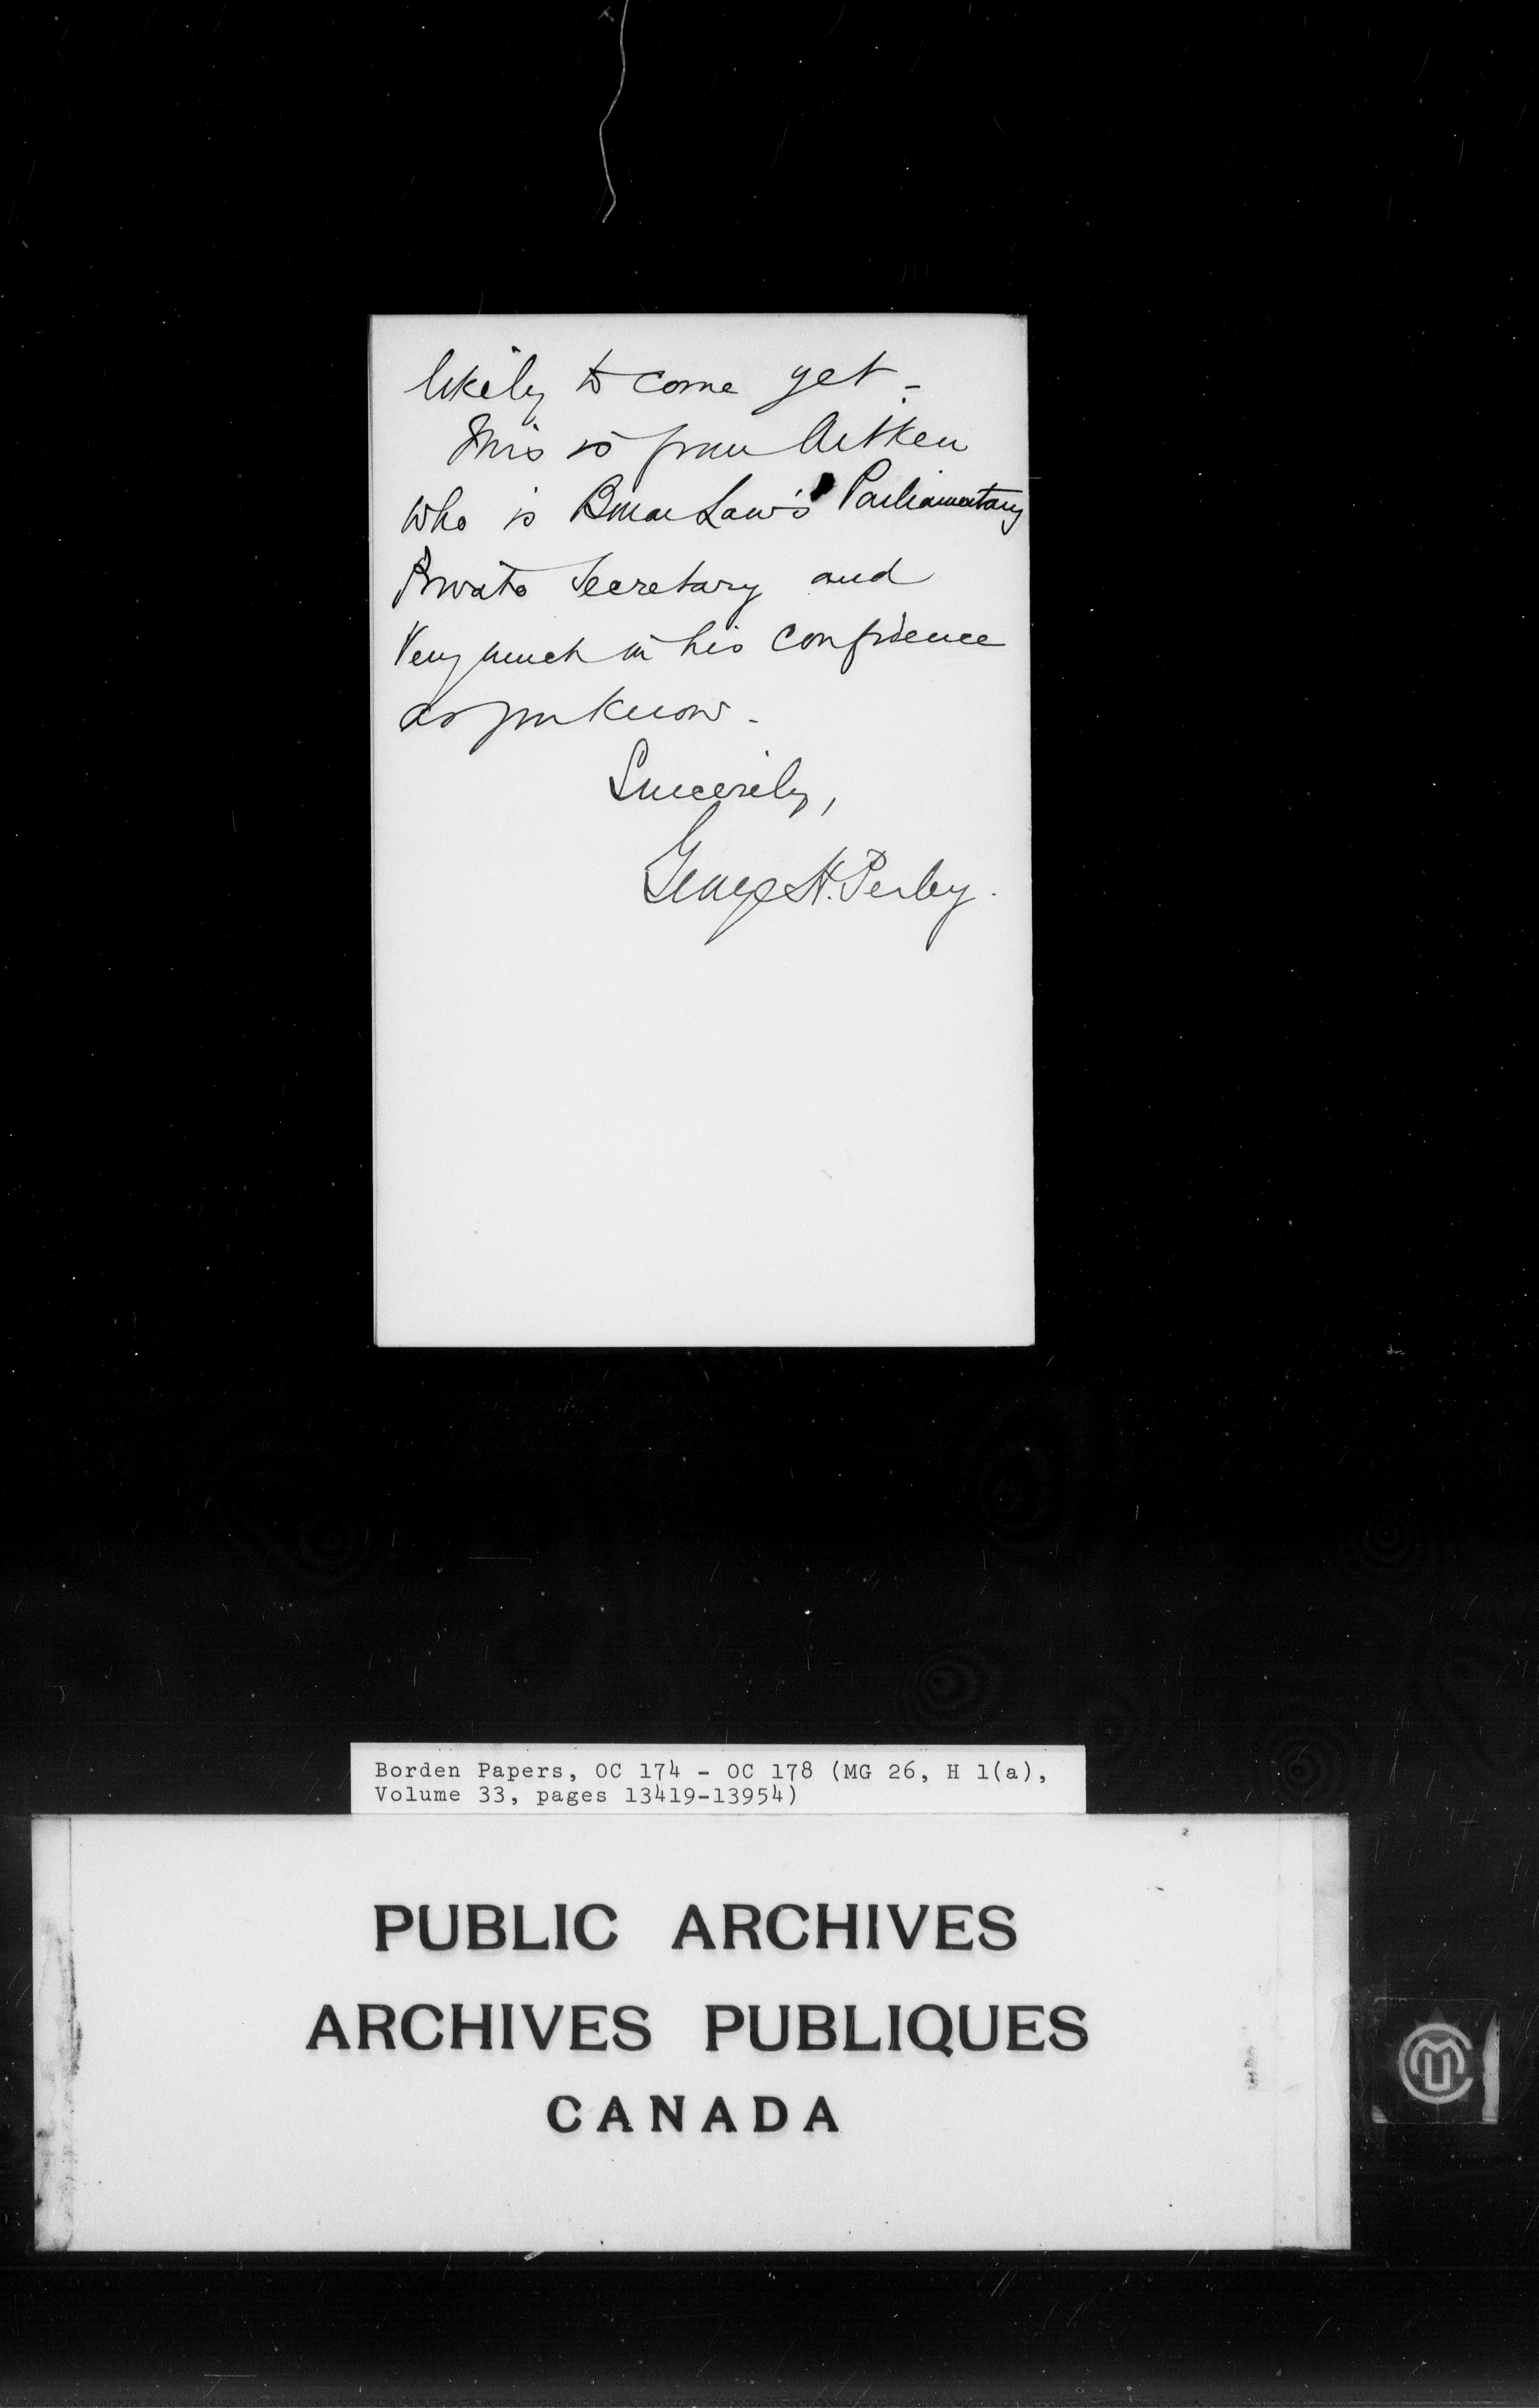 likely to come yet -
This is from Aitken
who is Bonar Law's Parliamentary
Private Secretary and
Very much in his confidence
as you know -
Sincerely,
George H. Perley.
Borden Papers, OC 174 - OC 178 (MG 26, H 1(a),
Volume 33, pages 13419-13954)
PUBLIC ARCHIVES
ARCHIVES PUBLIQUES
CANADA